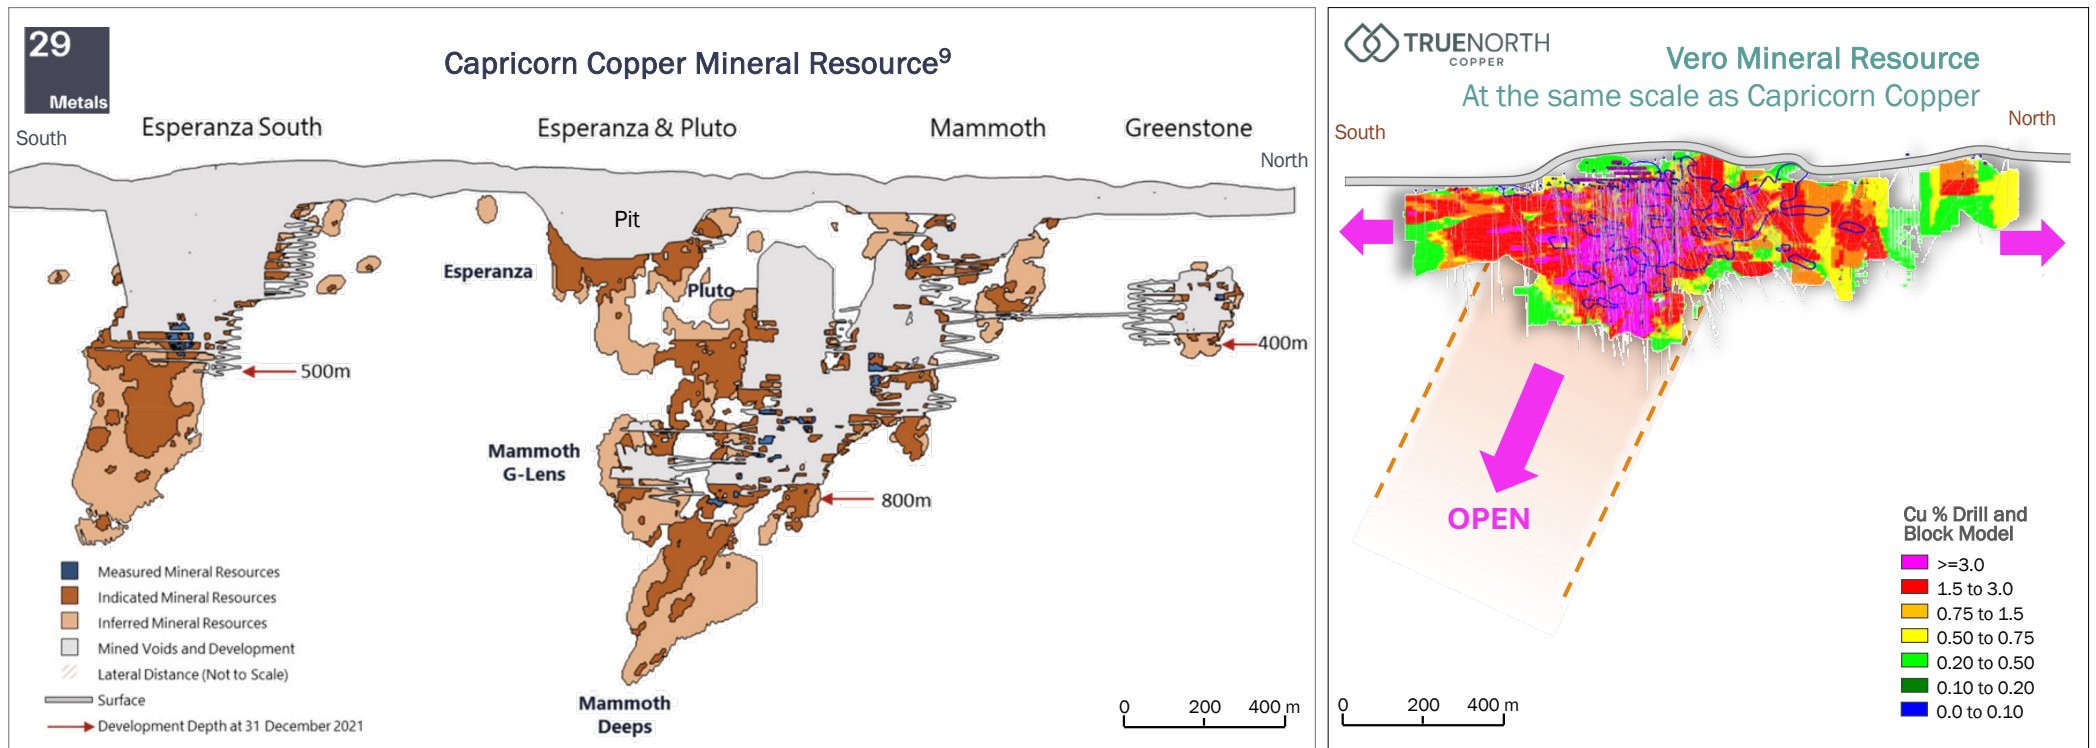 29
Metals
Capricorn Copper Mineral Resource9
Esperanza South
Esperanza & Pluto
Mammoth
Greenstone
South
North
Pit
Esperanza
Pluto
400m
500m
Mammoth
G-Lens
800m
Measured Mineral Resources
Indicated Mineral Resources
Inferred Mineral Resources
Mined Voids and Development
Lateral Distance (Not to Scale)
Surface
Development Depth at 31 December 2021
Mammoth
Deeps
0 200 400 m
TRUENORTH
COPPER
Vero Mineral Resource
At the same scale as Capricorn Copper
South
North
OPEN
Cu % Drill and
Block Model
>=3.0
1.5 to 3.0
0.75 to 1.5
0.50 to 0.75
0.20 to 0.50
0.10 to 0.20
0.0 to 0.10
0 200 400 m